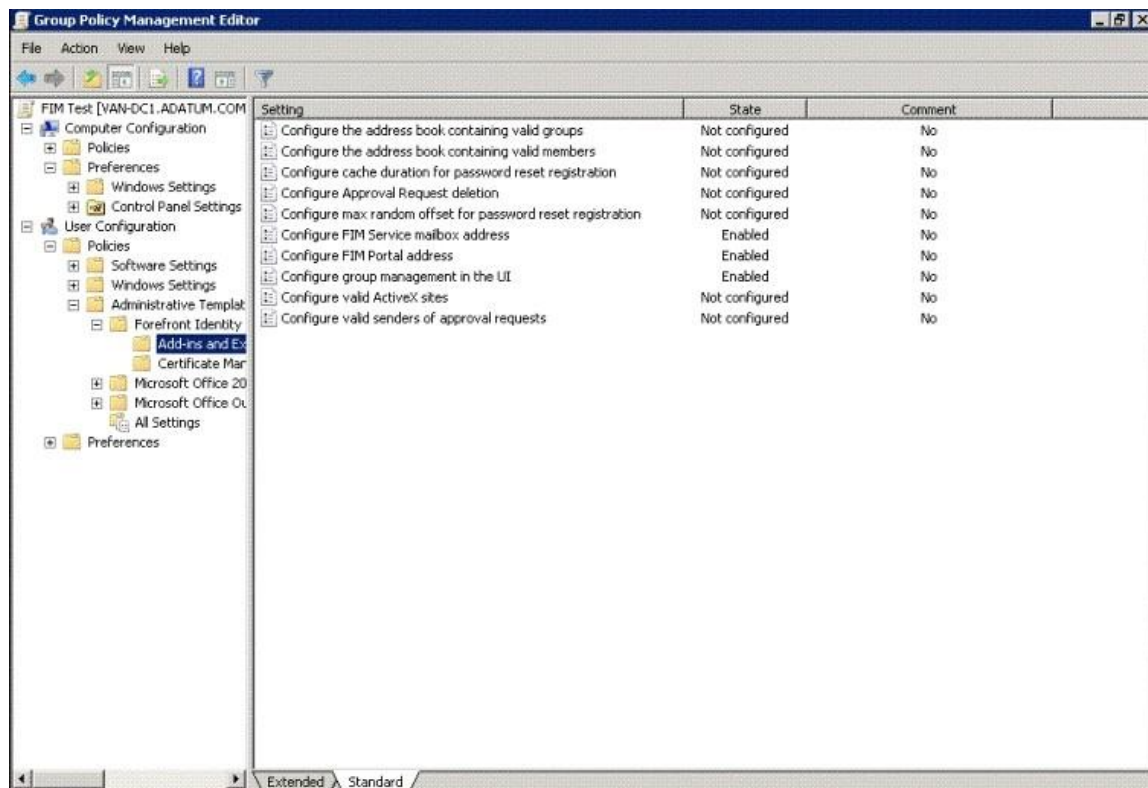 Group Policy Management Editor
File Action View Help
FIM Test [VAN-DC1.ADATUM.COM
Computer Configuration
Policies
Preferences
Windows Settings
Control Panel Settings
User Configuration
Policies
Software Settings
Windows Settings
Administrative Templat
Forefront Identity
Add-ins and Ex
Certificate Mar
Microsoft Office 20
Microsoft Office Ou
All Settings
Preferences
Setting State Comment
Configure the address book containing valid groups Not configured No
Configure the address book containing valid members Not configured No
Configure cache duration for password reset registration Not configured No
Configure Approval Request deletion Not configured No
Configure max random offset for password reset registration Not configured No
Configure FIM Service mailbox address Enabled No
Configure FIM Portal address Enabled No
Configure group management in the UI Enabled No
Configure valid ActiveX sites Not configured No
Configure valid senders of approval requests Not configured No
Extended Standard